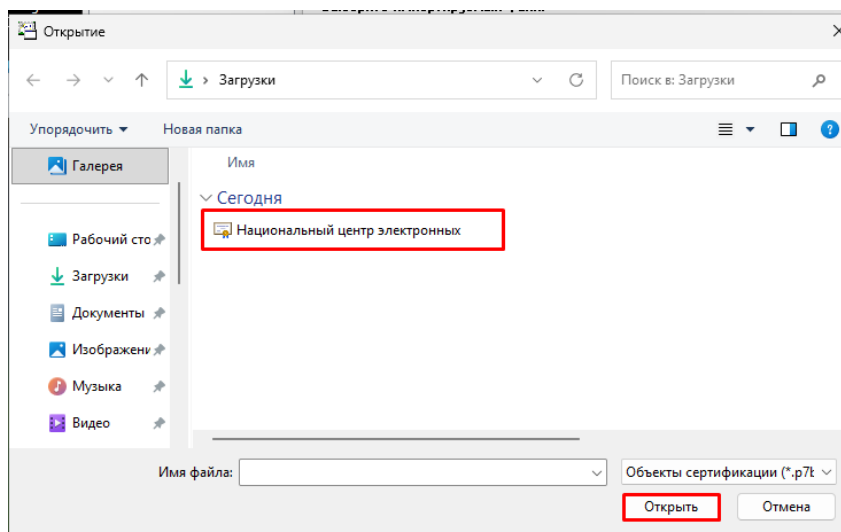 Открытие
Загрузки
Поиск в: Загрузки
Упорядочить
Новая папка
Галерея
Имя
Сегодня
Национальный центр электронных
Рабочий сто
Загрузки
Документы
Изображени
Музыка
Видео
Имя файла:
Объекты сертификации (*.p7b
Открыть
Отмена